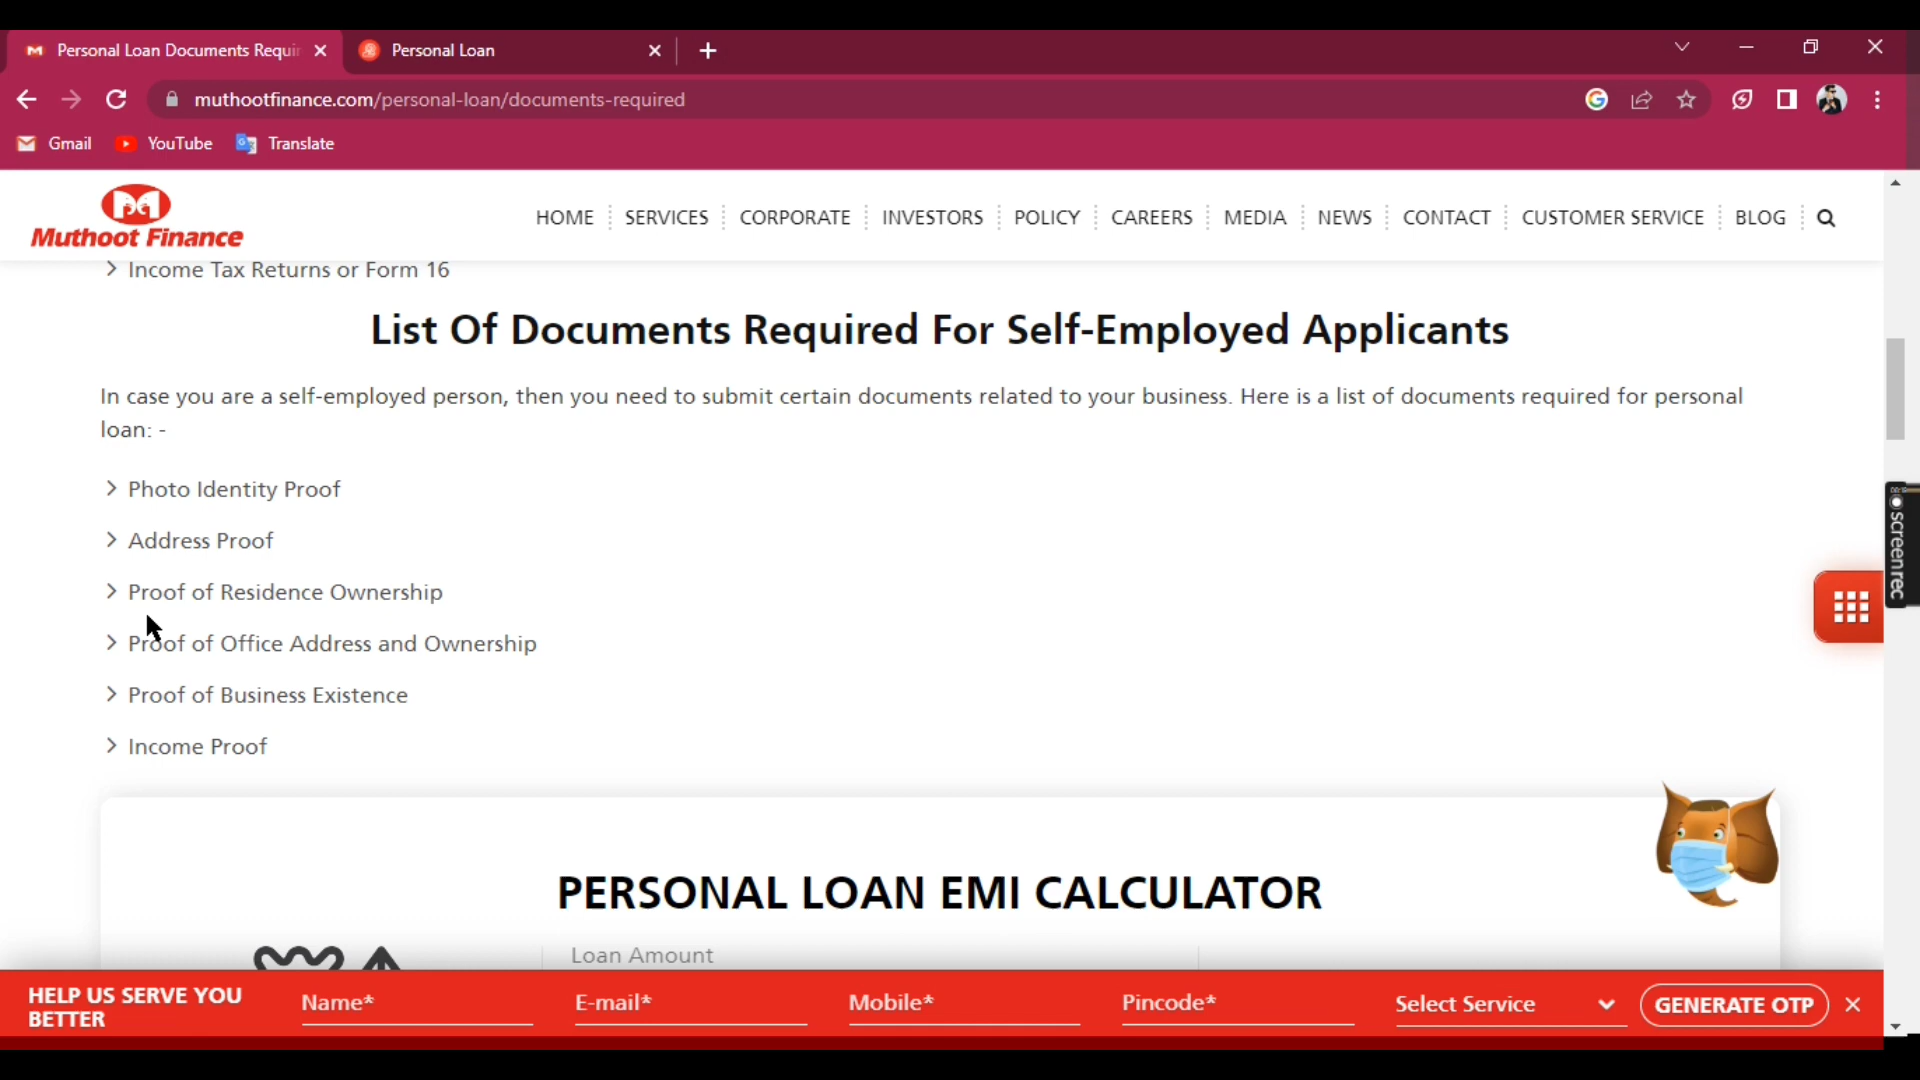 Personal Loan Documents Requir
Personal Loan
muthootfinance.com/personal-loan/documents-required
Gmail
YouTube
Translate
Muthoot Finance
HOME
SERVICES
CORPORATE
INVESTORS
POLICY
CAREERS
MEDIA
NEWS
CONTACT
CUSTOMER SERVICE
BLOG
Income Tax Returns or Form 16
List Of Documents Required For Self-Employed Applicants
In case you are a self-employed person, then you need to submit certain documents related to your business. Here is a list of documents required for personal
loan: -
Photo Identity Proof
Address Proof
Proof of Residence Ownership
Proof of Office Address and Ownership
Proof of Business Existence
Income Proof
screenrec
PERSONAL LOAN EMI CALCULATOR
Loan Amount
HELP US SERVE YOU
BETTER
Name*
E-mail*
Mobile*
Pincode*
Select Service
GENERATE OTP